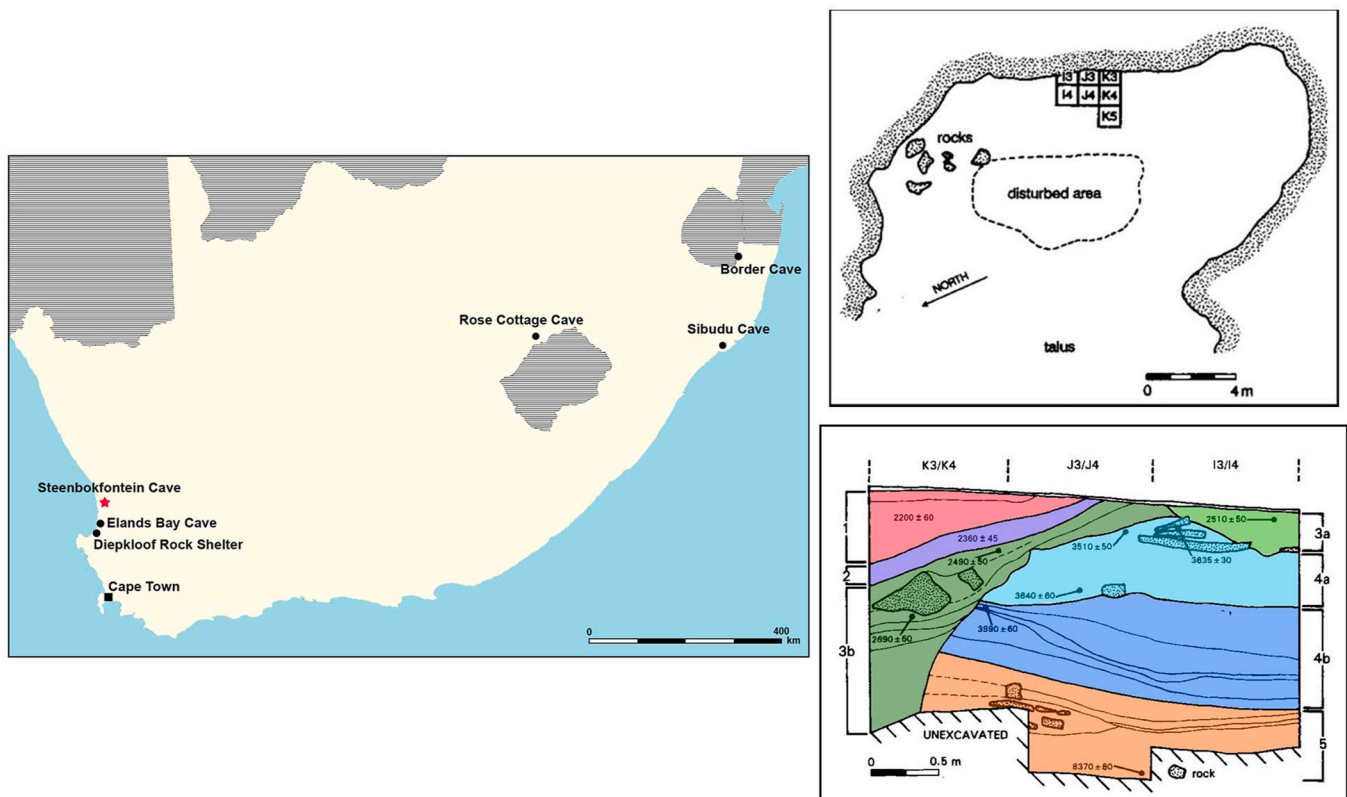 Border Cave
Rose Cottage Cave
Sibudu Cave
Steenbokfontein Cave
Elands Bay Cave
Diepkloof Rock Shelter
Cape Town
0 400
km
I3 J3 K3
I4 J4 K4
K5
rocks
disturbed area
NORTH
talus
0 4 m
K3/K4 J3/J4 I3/I4
1
2200 ± 60
2510 ± 50
3a
2360 ± 45
3510 ± 50
2490 ± 50
3635 ± 30
2
4a
3640 ± 60
3990 ± 60
2690 ± 50
3b
4b
UNEXCAVATED
5
0 0.5 m
8370 ± 80
rock